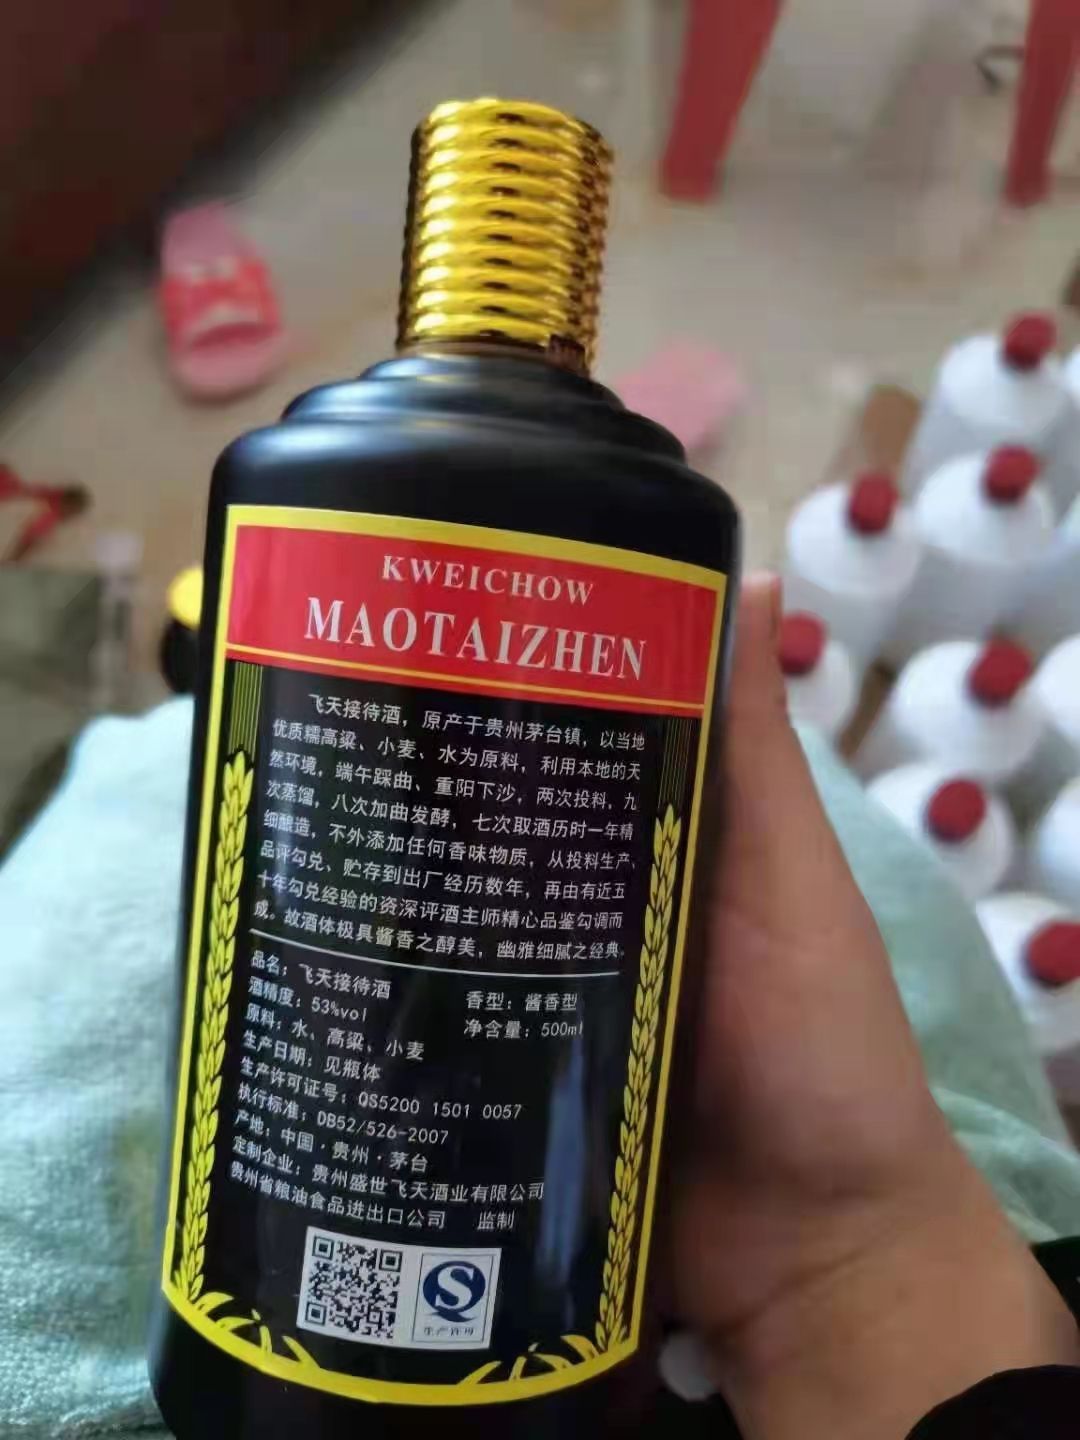 KWEICHOW
MAOTAIZHEN
飞天接待酒，原产于贵州茅台镇，以当地
优质糯高粱、小麦、水为原料，利用本地的天
然环境，端午踩曲、重阳下沙，两次投料，九
次蒸馏，八次加曲发酵，七次取酒历时一年精
细酿造，不外添加任何香味物质，从投料生产、
品评勾兑、贮存到出厂经历数年，再由有近五
十年勾兑经验的资深评酒主师精心品鉴勾调而
成。故酒体极具酱香之醇美，幽雅细腻之经典。
品名：飞天接待酒
酒精度：53%vol 香型：酱香型
原料：水、高粱、小麦 净含量：500ml
生产日期：见瓶体
生产许可证号：QS5200 1501 0057
执行标准：DB52/526-2007
产地：中国·贵州·茅台
定制企业：贵州盛世飞天酒业有限公司
贵州省粮油食品进出口公司 监制
生产许可